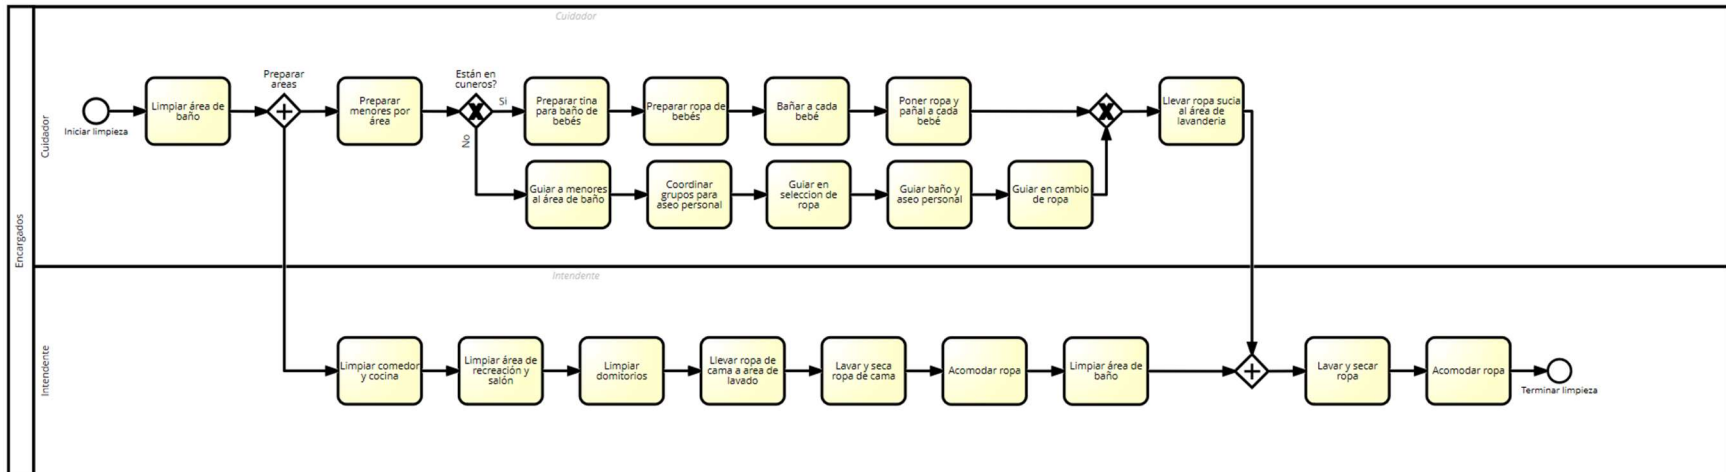 Encargados
Cuidador
Cuidador
Iniciar limpieza
Limpiar área de
baño
Preparar
areas
Preparar
menores por
área
Están en
cuneros?
Si
No
Preparar tina
para baño de
bebés
Preparar ropa de
bebés
Bañar a cada
bebé
Poner ropa y
pañal a cada
bebé
Llevar ropa sucia
al área de
lavanderia
Guiar a menores
al área de baño
Coordinar
grupos para
aseo personal
Guiar en
seleccion de
ropa
Guiar baño y
aseo personal
Guiar en cambio
de ropa
Intendente
Intendente
Limpiar comedor
y cocina
Limpiar área de
recreación y
salón
Limpiar
domitorios
Llevar ropa de
cama a area de
lavado
Lavar y seca
ropa de cama
Acomodar ropa
Limpiar área de
baño
Lavar y secar
ropa
Acomodar ropa
Terminar limpieza